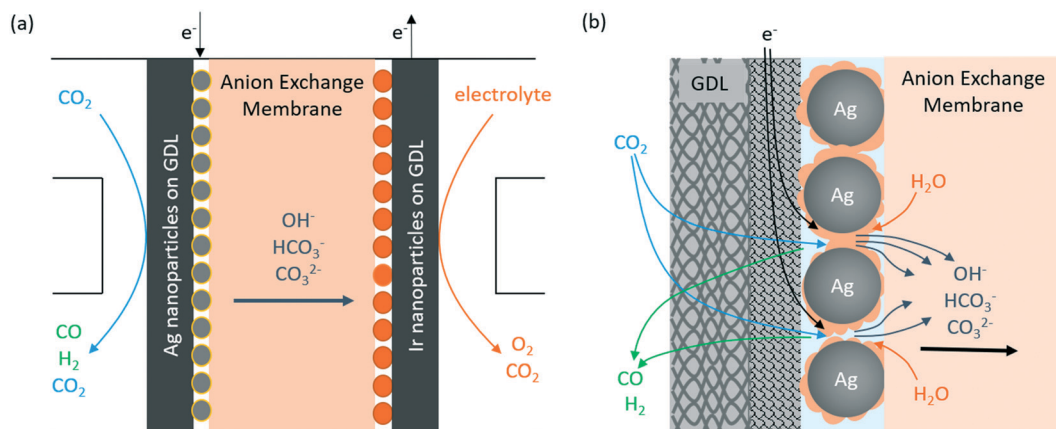 (a)
e⁻
e⁻
CO₂
Anion Exchange
Membrane
electrolyte
Ag nanoparticles on GDL
Ir nanoparticles on GDL
OH⁻
HCO₃⁻
CO₃²⁻
CO
H₂
CO₂
O₂
CO₂
(b)
e⁻
GDL
Ag
Anion Exchange
Membrane
CO₂
Ag
H₂O
Ag
OH⁻
HCO₃⁻
CO₃²⁻
CO
H₂
Ag
H₂O